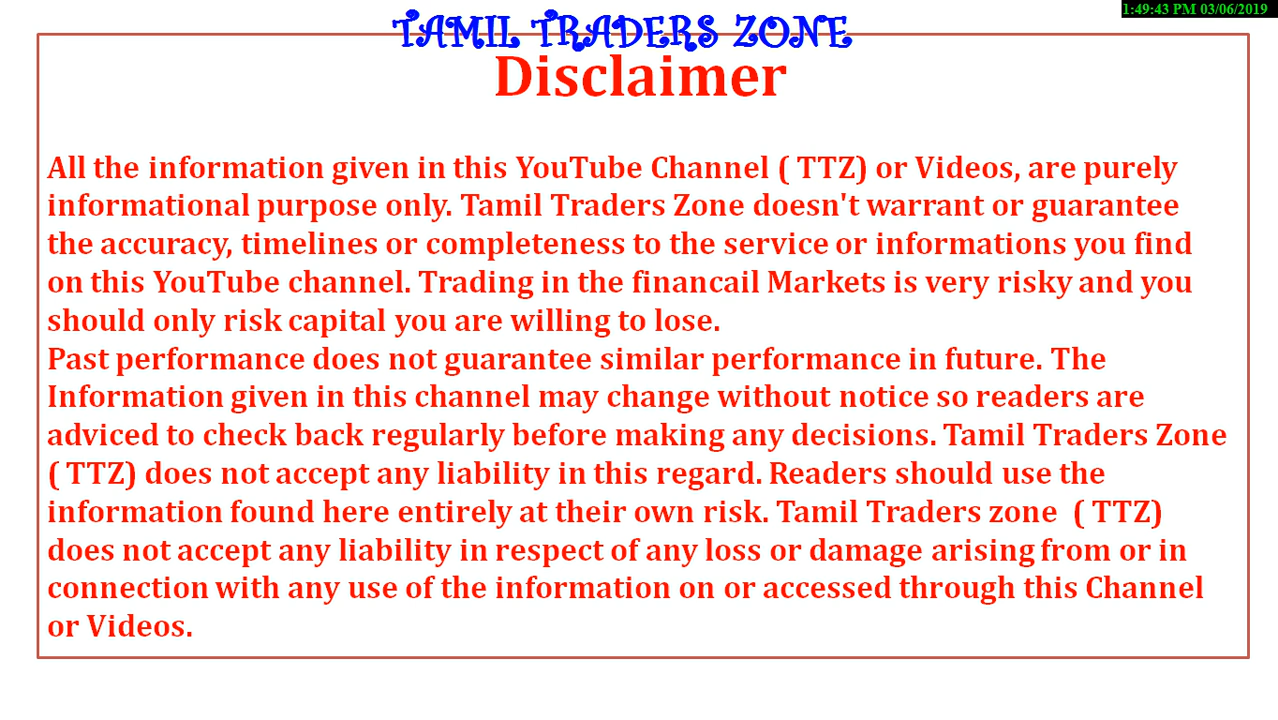 1:49:43 PM 03/06/2019
TAMIL TRADERS ZONE
Disclaimer
All the information given in this YouTube Channel ( TTZ) or Videos, are purely
informational purpose only. Tamil Traders Zone doesn't warrant or guarantee
the accuracy, timelines or completeness to the service or informations you find
on this YouTube channel. Trading in the financail Markets is very risky and you
should only risk capital you are willing to lose.
Past performance does not guarantee similar performance in future. The
Information given in this channel may change without notice so readers are
adviced to check back regularly before making any decisions. Tamil Traders Zone
( TTZ) does not accept any liability in this regard. Readers should use the
information found here entirely at their own risk. Tamil Traders zone  ( TTZ)
does not accept any liability in respect of any loss or damage arising from or in
connection with any use of the information on or accessed through this Channel
or Videos.